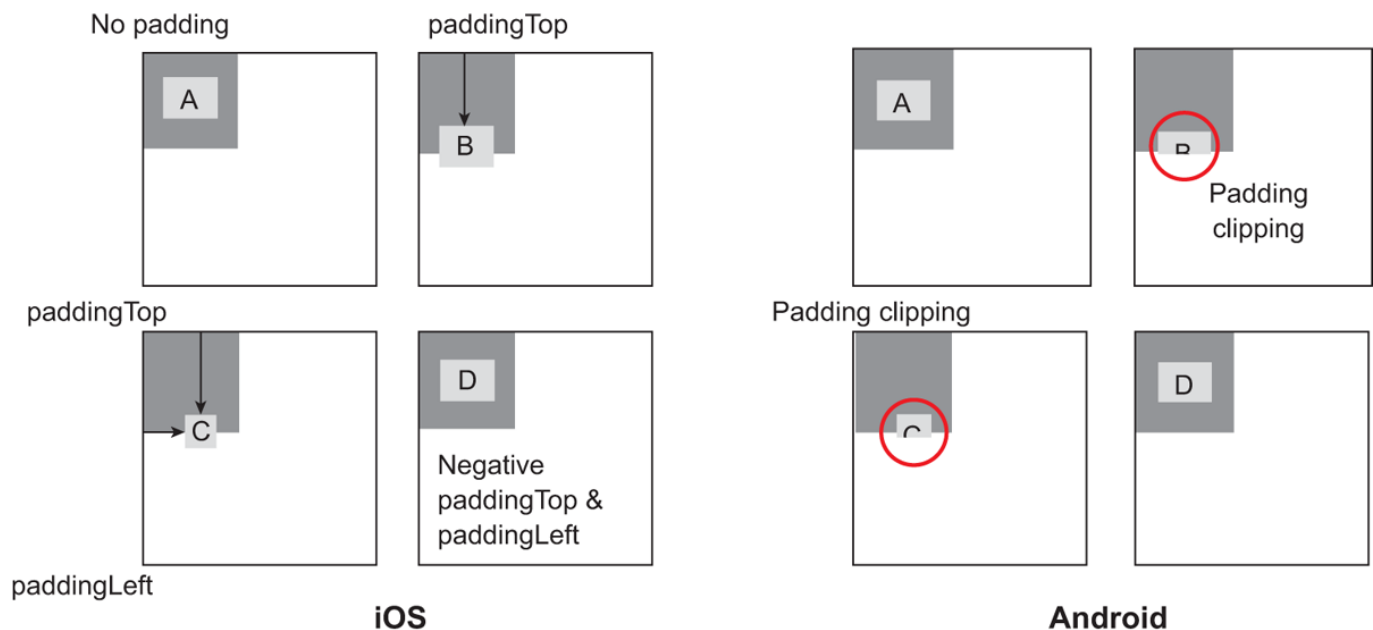 No padding
paddingTop
A
B
A
B
Padding
clipping
paddingTop
Padding clipping
C
D
Negative
paddingTop &
paddingLeft
C
D
paddingLeft
iOS
Android